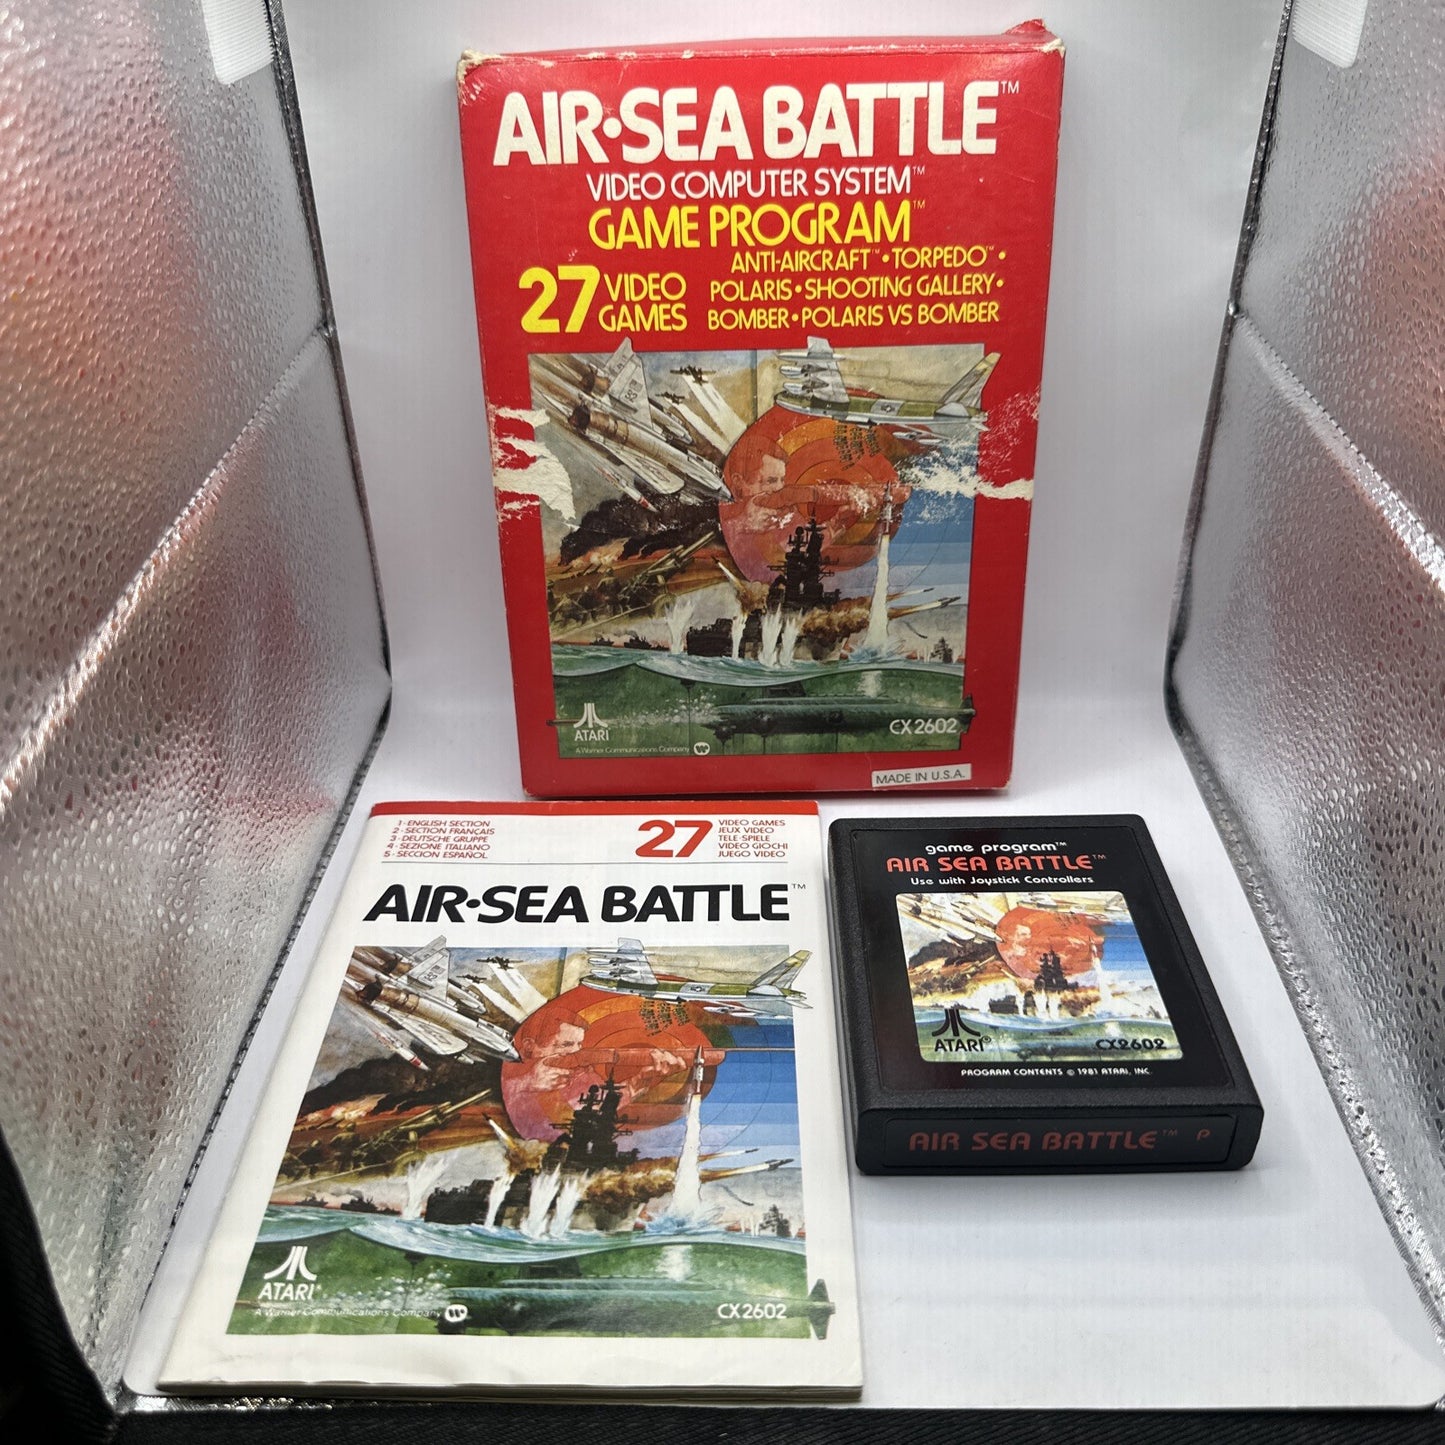 AIR•SEA BATTLE™
VIDEO COMPUTER SYSTEM™
GAME PROGRAM™
27 VIDEO GAMES
ANTI-AIRCRAFT™ • TORPEDO™ •
POLARIS • SHOOTING GALLERY •
BOMBER • POLARIS VS BOMBER
ATARI
A Warner Communications Company
CX2602
MADE IN U.S.A.
1 - ENGLISH SECTION
2 - SECTION FRANÇAIS
3 - DEUTSCHE GRUPPE
4 - SEZIONE ITALIANO
5 - SECCION ESPAÑOL
27
VIDEO GAMES
JEUX VIDEO
TELE-SPIELE
VIDEO GIOCHI
JUEGO VIDEO
AIR•SEA BATTLE™
ATARI®
A Warner Communications Company
CX2602
game program™
AIR SEA BATTLE™
Use with Joystick Controllers
ATARI®
CX2602
PROGRAM CONTENTS © 1981 ATARI, INC.
AIR SEA BATTLE™ P